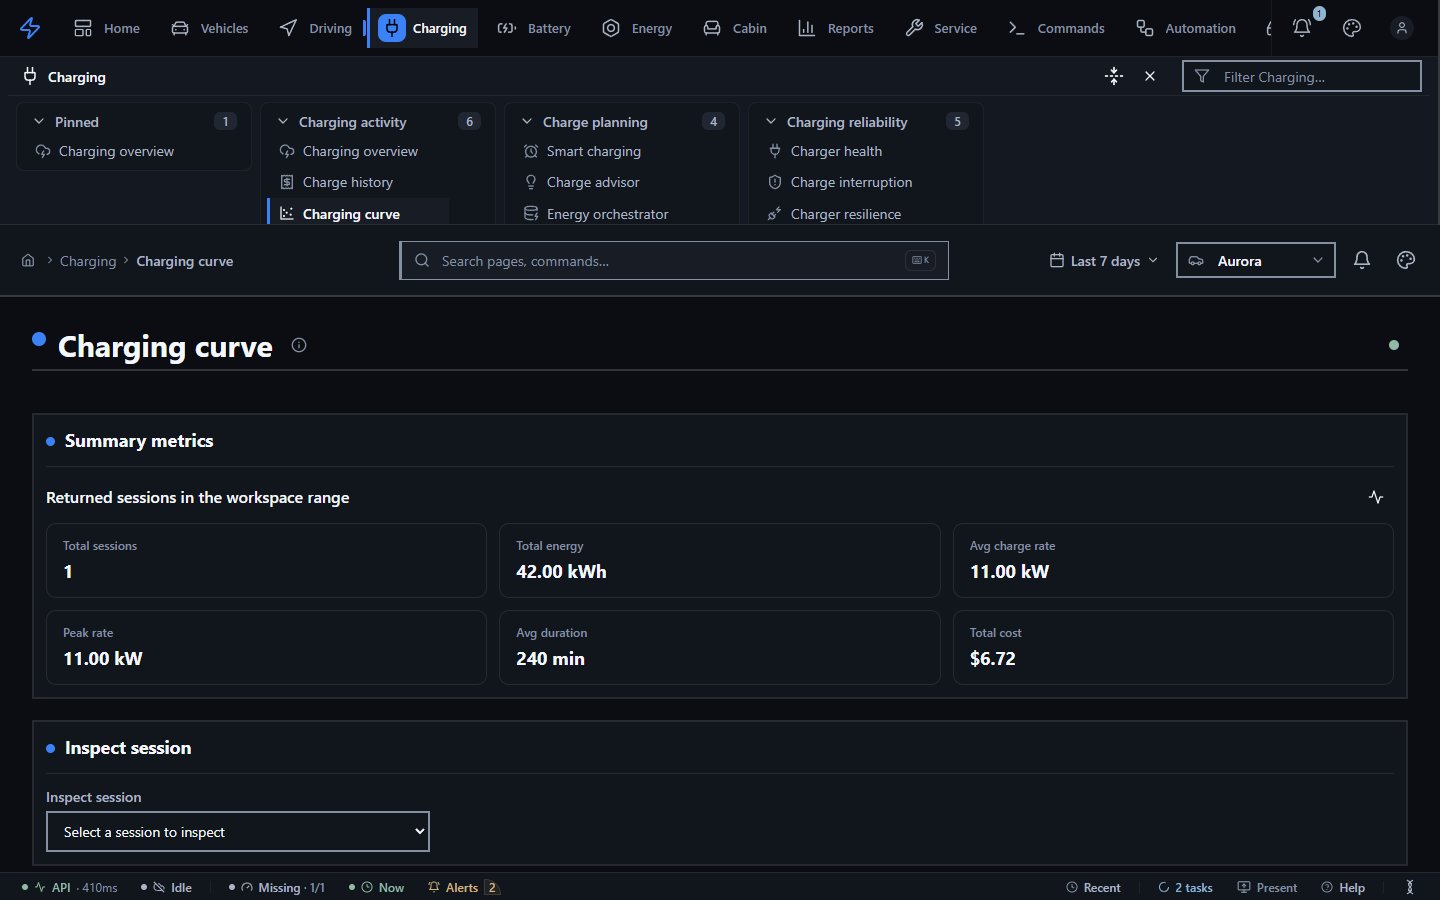 Home Vehicles Driving Charging Battery Energy Cabin Reports Service Commands Automation 1
Charging Filter Charging...
Pinned 1
Charging overview
Charging activity 6
Charging overview
Charge history
Charging curve
Charge planning 4
Smart charging
Charge advisor
Energy orchestrator
Charging reliability 5
Charger health
Charge interruption
Charger resilience
Charging Charging curve Search pages, commands... K Last 7 days Aurora
Charging curve
Summary metrics
Returned sessions in the workspace range
Total sessions
1
Total energy
42.00 kWh
Avg charge rate
11.00 kW
Peak rate
11.00 kW
Avg duration
240 min
Total cost
$6.72
Inspect session
Inspect session
Select a session to inspect
API · 410ms Idle Missing · 1/1 Now Alerts 2 Recent 2 tasks Present Help